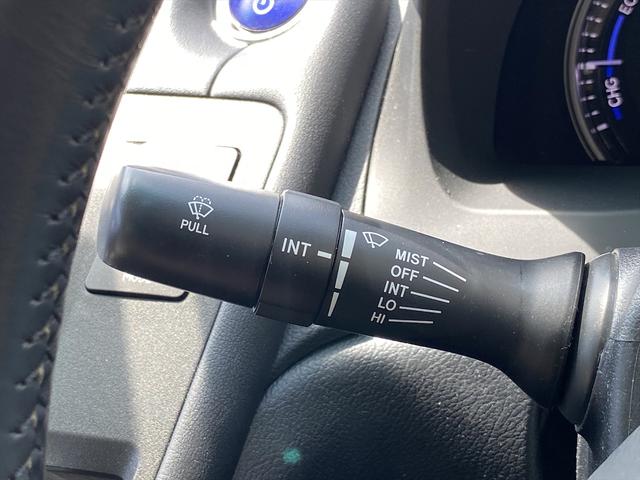 PULL
INT
MIST
OFF
INT
LO
HI
CHG